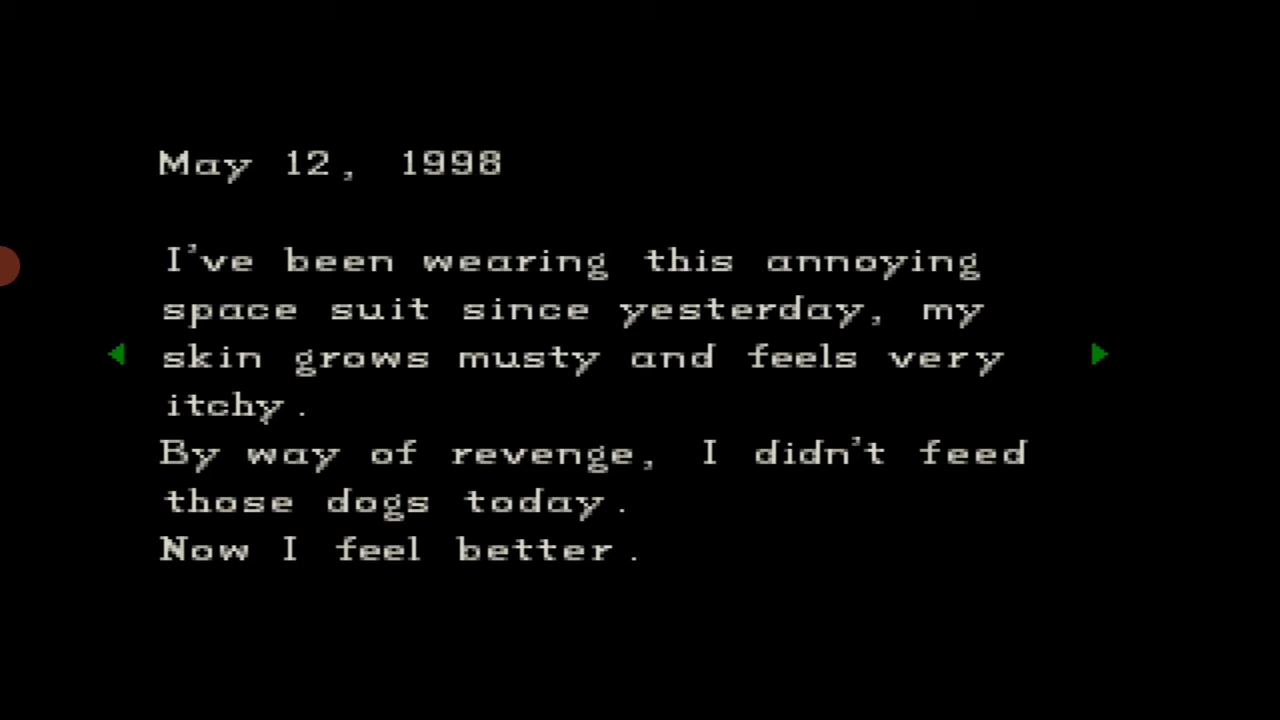 May 12, 1998
I've been wearing this annoying
space suit since yesterday, my
skin grows musty and feels very
itchy.
By way of revenge, I didn't feed
those dogs today.
Now I feel better.